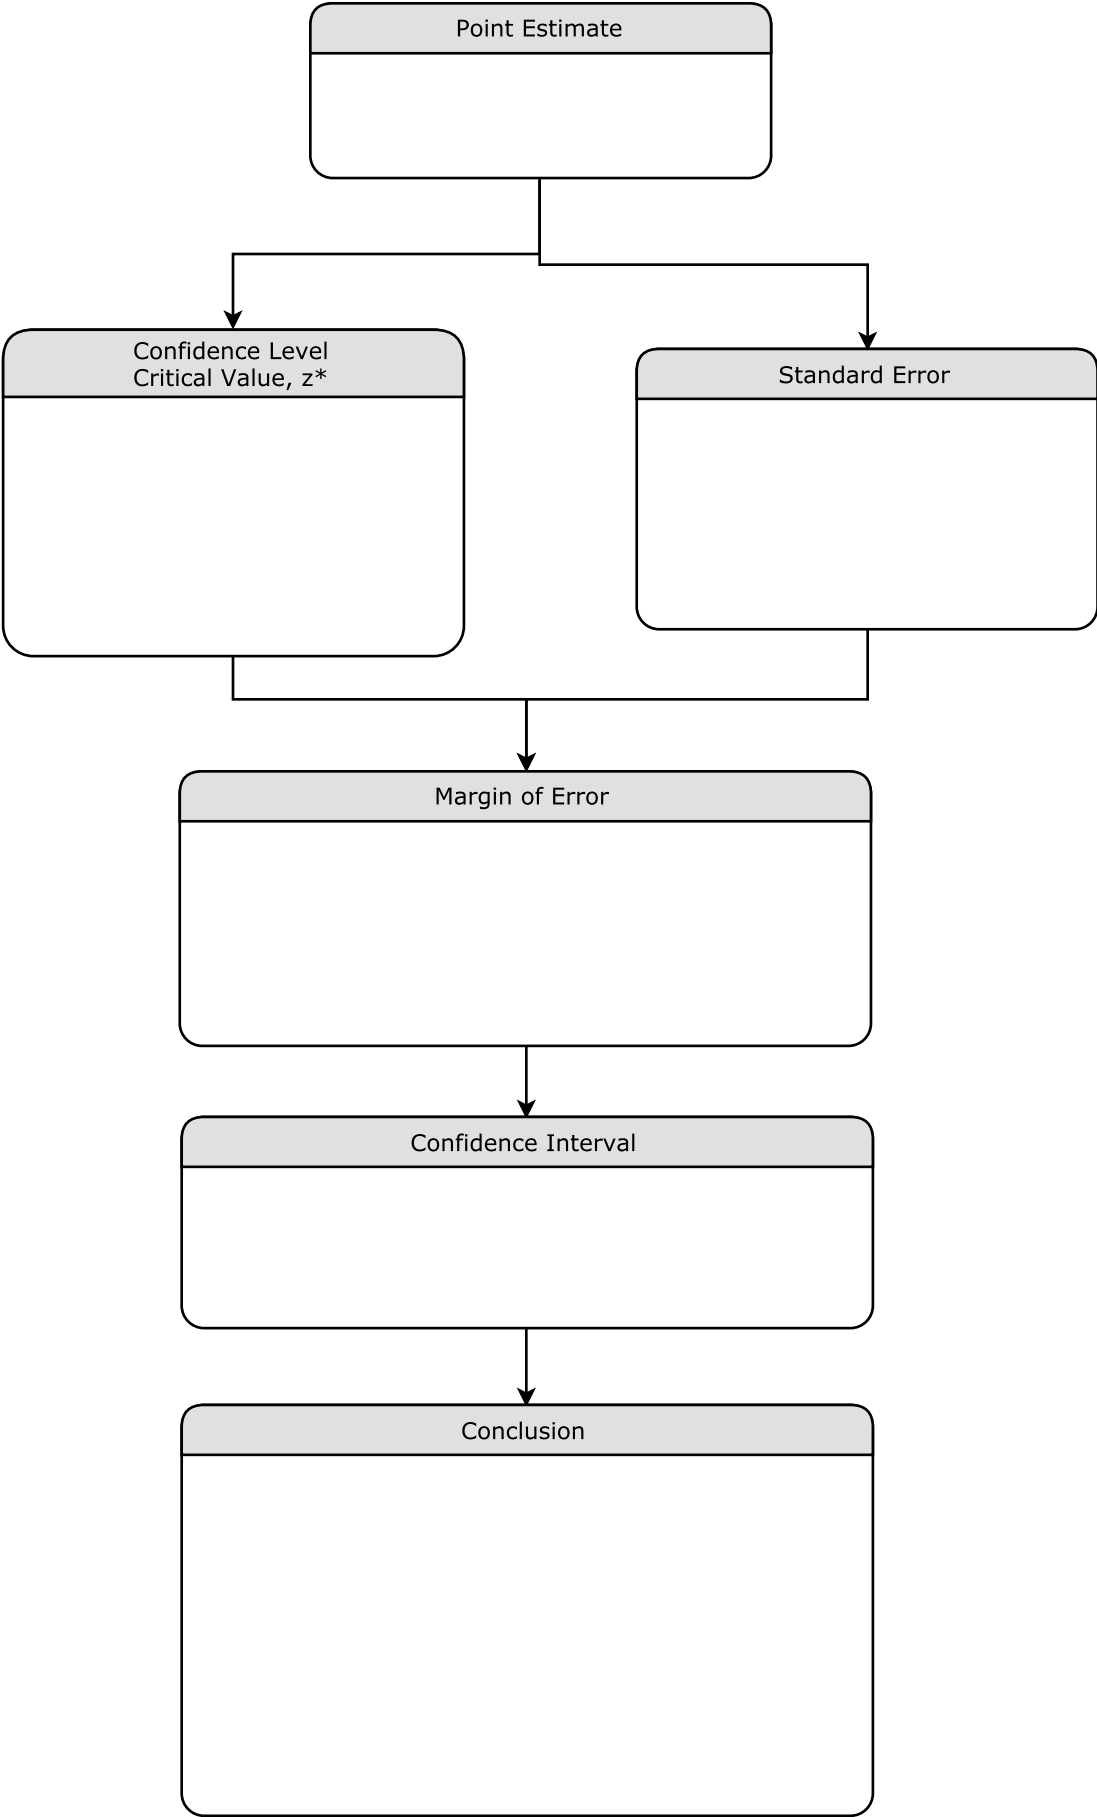 Point Estimate
Confidence Level
Critical Value, z*
Standard Error
Margin of Error
Confidence Interval
Conclusion